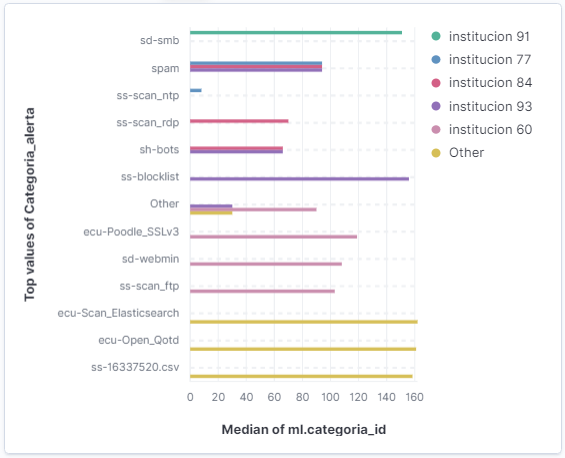 sd-smb
spam
ss-scan_ntp
ss-scan_rdp
sh-bots
ss-blocklist
Other
ecu-Poodle_SSLv3
sd-webmin
ss-scan_ftp
ecu-Scan_Elasticsearch
ecu-Open_Qotd
ss-16337520.csv
Top values of Categoria_alerta
0 20 40 60 80 100 120 140 160
Median of ml.categoria_id
institucion 91
institucion 77
institucion 84
institucion 93
institucion 60
Other